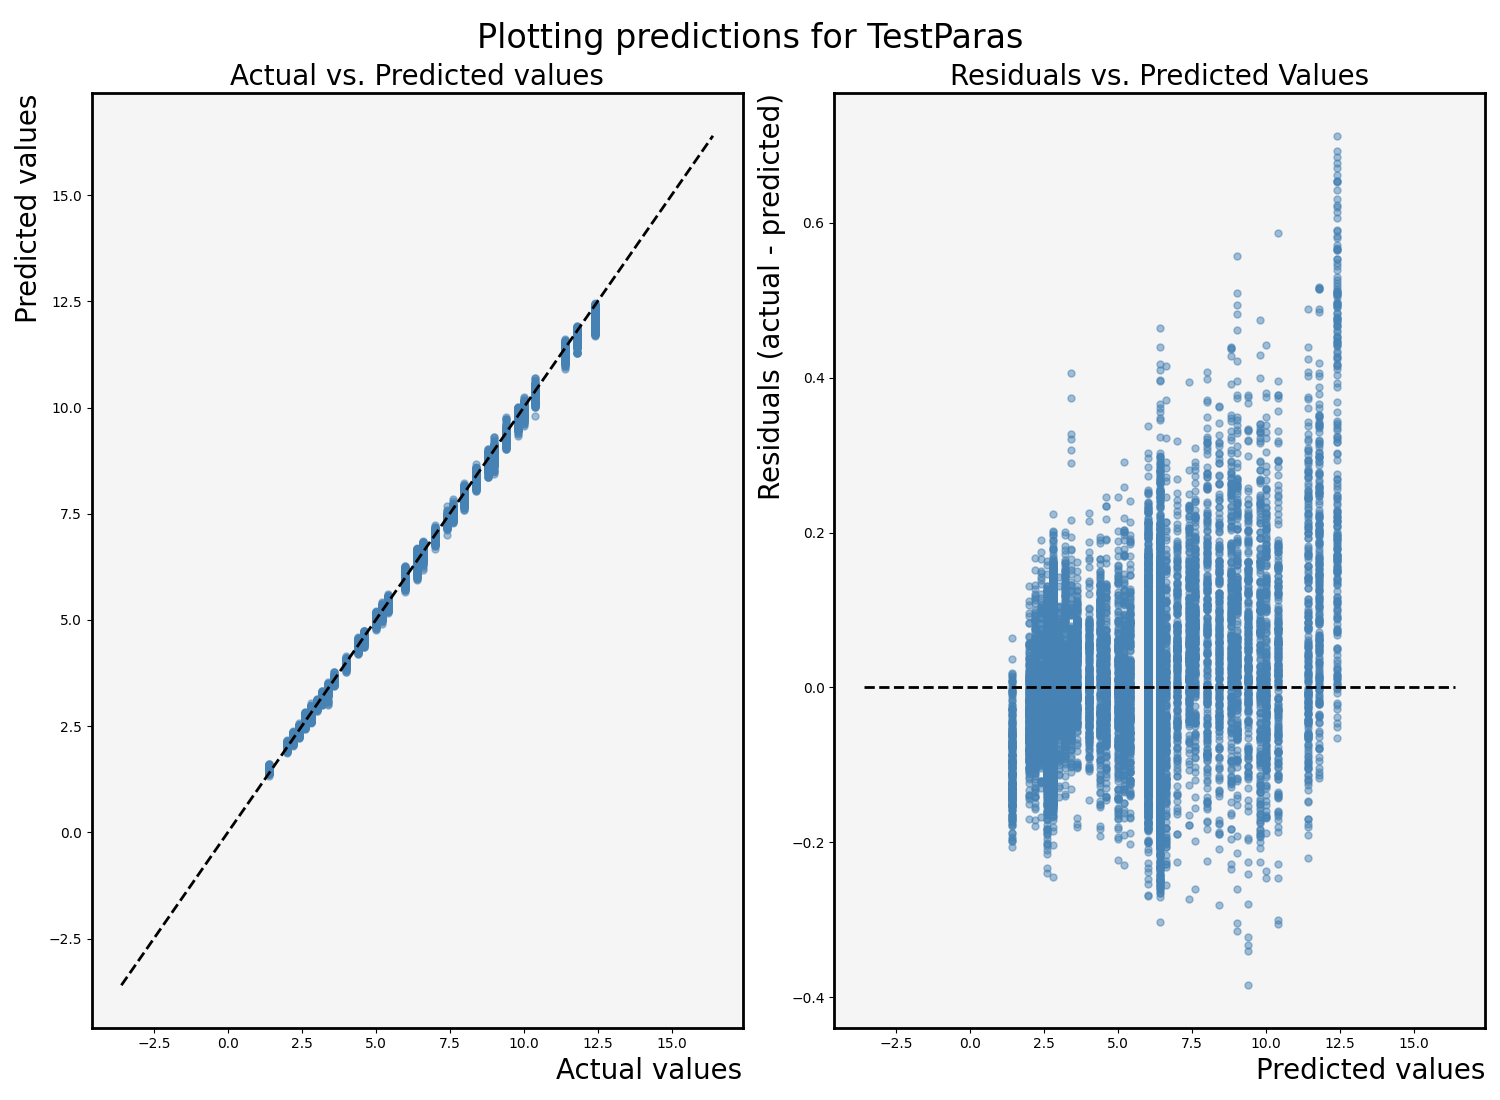 Plotting predictions for TestParas
Actual vs. Predicted values
Predicted values
15.0
12.5
10.0
7.5
5.0
2.5
0.0
−2.5
−2.5 0.0 2.5 5.0 7.5 10.0 12.5 15.0
Actual values
Residuals vs. Predicted Values
Residuals (actual - predicted)
0.6
0.4
0.2
0.0
−0.2
−0.4
−2.5 0.0 2.5 5.0 7.5 10.0 12.5 15.0
Predicted values